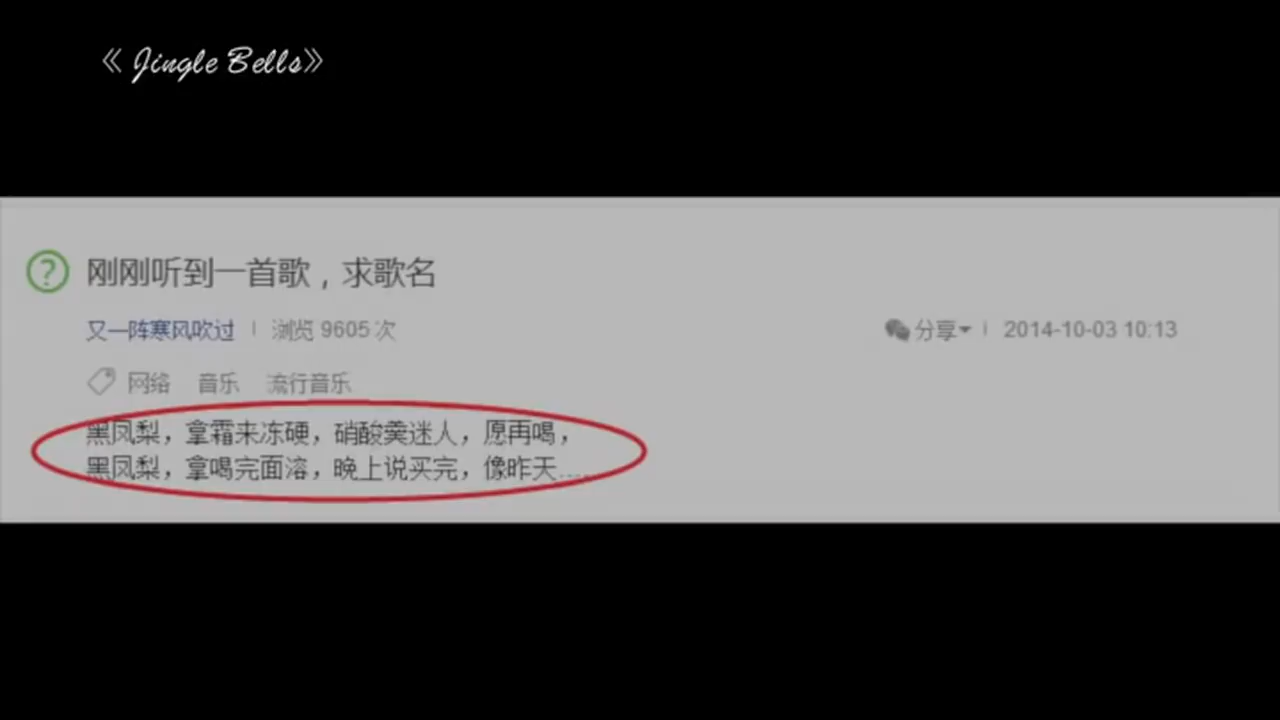 《Jingle Bells》
刚刚听到一首歌，求歌名
又一阵寒风吹过 | 浏览 9605 次
分享 | 2014-10-03 10:13
网络 音乐 流行音乐
黑凤梨，拿霜来冻硬，硝酸羹迷人，愿再喝，
黑凤梨，拿喝完面溶，晚上说买完，像昨天……